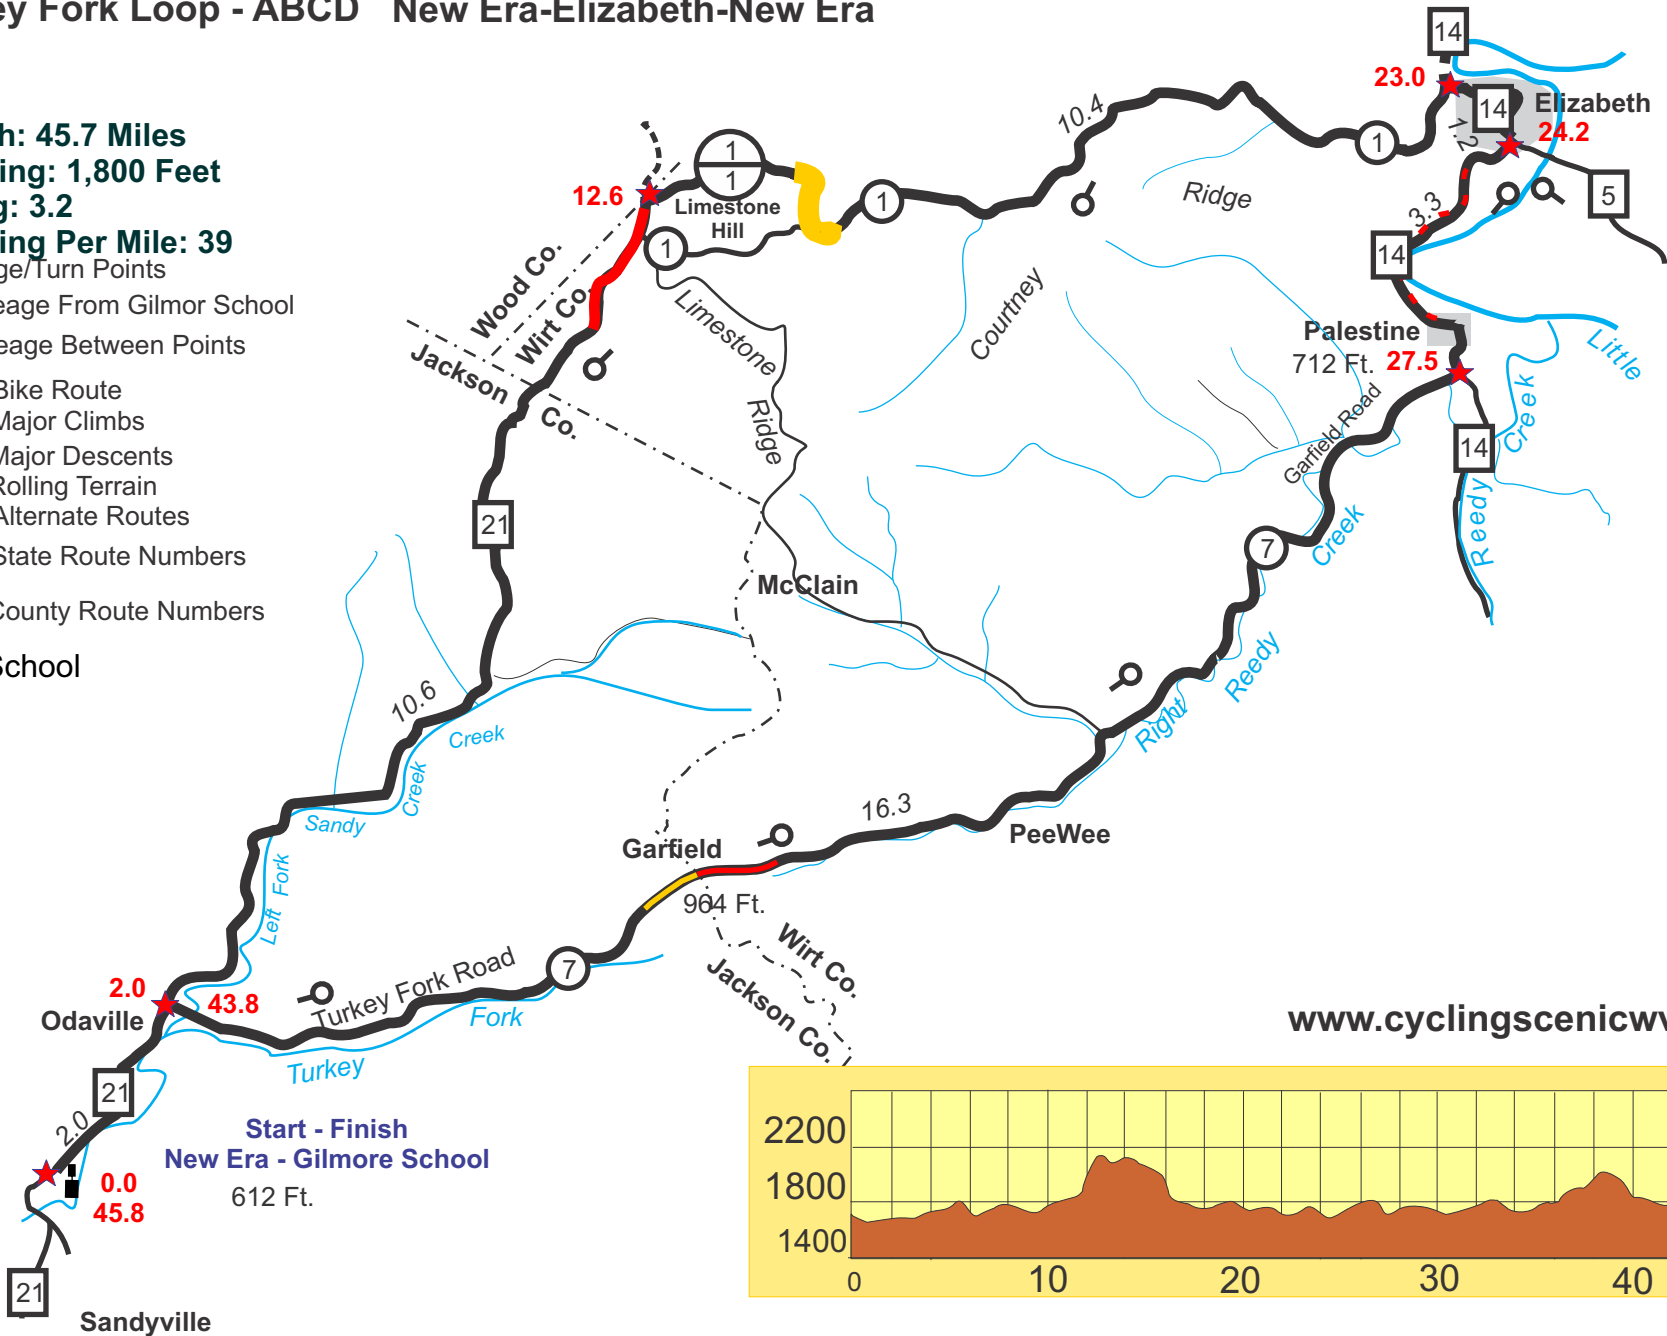 ey Fork Loop - ABCD New Era-Elizabeth-New Era
h: 45.7 Miles
ing: 1,800 Feet
g: 3.2
ing Per Mile: 39
ge/Turn Points
eage From Gilmor School
eage Between Points
Bike Route
Major Climbs
Major Descents
Rolling Terrain
Alternate Routes
State Route Numbers
County Route Numbers
School
14
23.0
14
Elizabeth
24.2
1.2
10.4
1
1
1
12.6
Limestone
Hill
1
1
Ridge
5
3.3
14
Wood Co.
Wirt Co.
Jackson
Co.
Limestone
Ridge
Courtney
Palestine
712 Ft.
27.5
Little
Creek
Garfield Road
14
Reedy
21
7
Creek
McClain
Reedy
Right
10.6
Creek
Creek
Sandy
16.3
PeeWee
Garfield
964 Ft.
Fork
Left
Wirt Co.
Jackson Co.
Turkey Fork Road
7
2.0
43.8
Odaville
Fork
Turkey
21
2.0
Start - Finish
New Era - Gilmore School
612 Ft.
0.0
45.8
21
Sandyville
www.cyclingscenicwv
2200
1800
1400
0
10
20
30
40